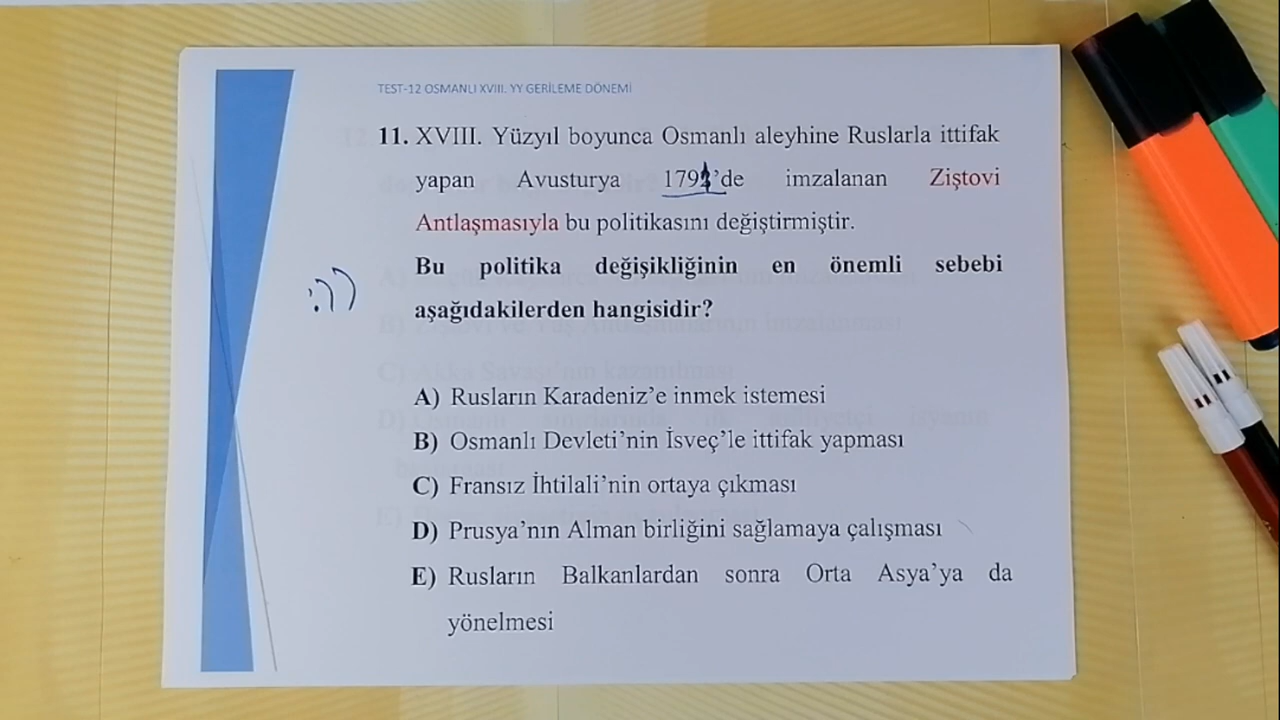 TEST-12 OSMANLI XVIII. YY GERİLEME DÖNEMİ
11. XVIII. Yüzyıl boyunca Osmanlı aleyhine Ruslarla ittifak
yapan Avusturya 1791'de imzalanan Ziştovi
Antlaşmasıyla bu politikasını değiştirmiştir.
Bu politika değişikliğinin en önemli sebebi
aşağıdakilerden hangisidir?
A) Rusların Karadeniz'e inmek istemesi
B) Osmanlı Devleti'nin İsveç'le ittifak yapması
C) Fransız İhtilali'nin ortaya çıkması
D) Prusya'nın Alman birliğini sağlamaya çalışması
E) Rusların Balkanlardan sonra Orta Asya'ya da
yönelmesi